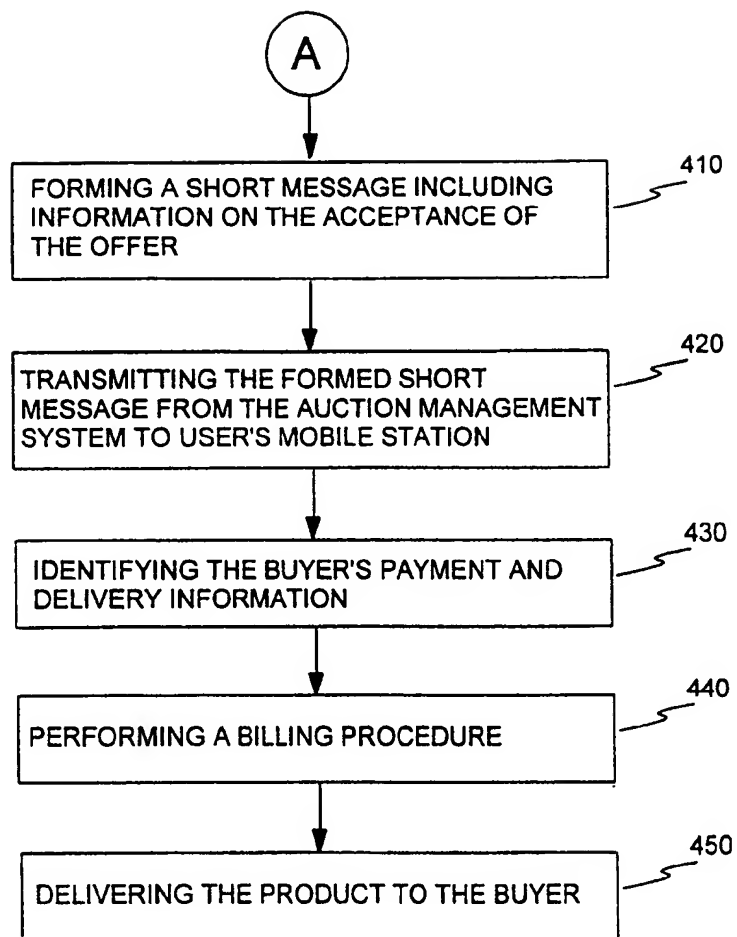 A
410
FORMING A SHORT MESSAGE INCLUDING
INFORMATION ON THE ACCEPTANCE OF
THE OFFER
420
TRANSMITTING THE FORMED SHORT
MESSAGE FROM THE AUCTION MANAGEMENT
SYSTEM TO USER'S MOBILE STATION
430
IDENTIFYING THE BUYER'S PAYMENT AND
DELIVERY INFORMATION
440
PERFORMING A BILLING PROCEDURE
450
DELIVERING THE PRODUCT TO THE BUYER